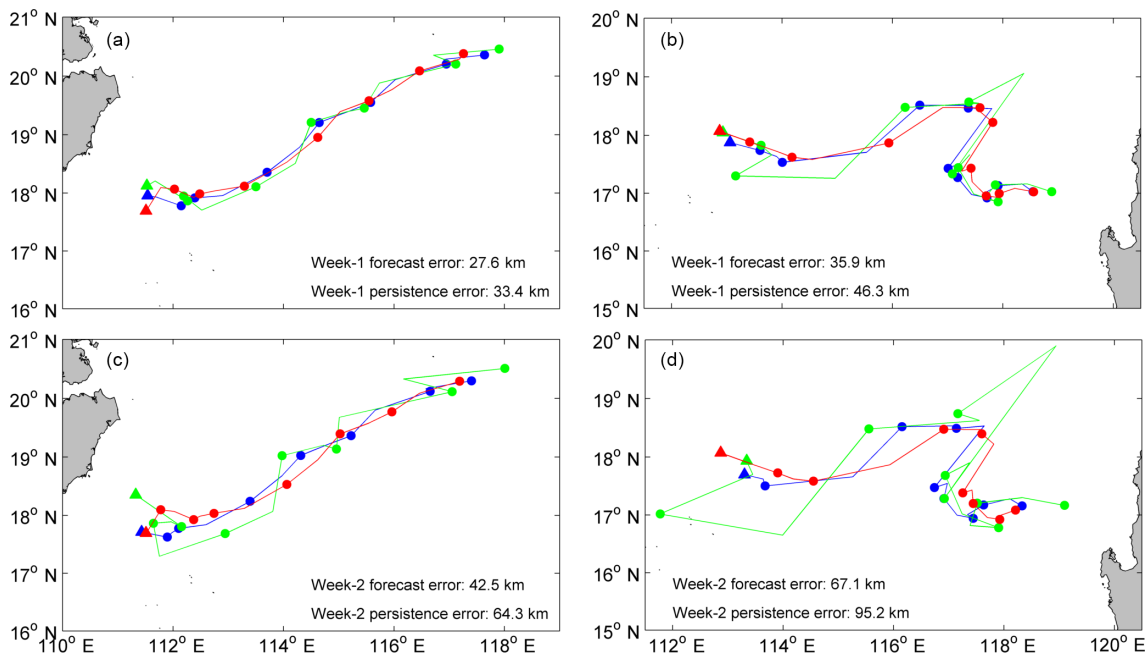 21° N
(a)
20° N
19° N
18° N
17° N
16° N
Week-1 forecast error: 27.6 km
Week-1 persistence error: 33.4 km
20° N
(b)
19° N
18° N
17° N
16° N
15° N
Week-1 forecast error: 35.9 km
Week-1 persistence error: 46.3 km
21° N
(c)
20° N
19° N
18° N
17° N
16° N
Week-2 forecast error: 42.5 km
Week-2 persistence error: 64.3 km
110° E 112° E 114° E 116° E 118° E
20° N
(d)
19° N
18° N
17° N
16° N
15° N
Week-2 forecast error: 67.1 km
Week-2 persistence error: 95.2 km
112° E 114° E 116° E 118° E 120° E